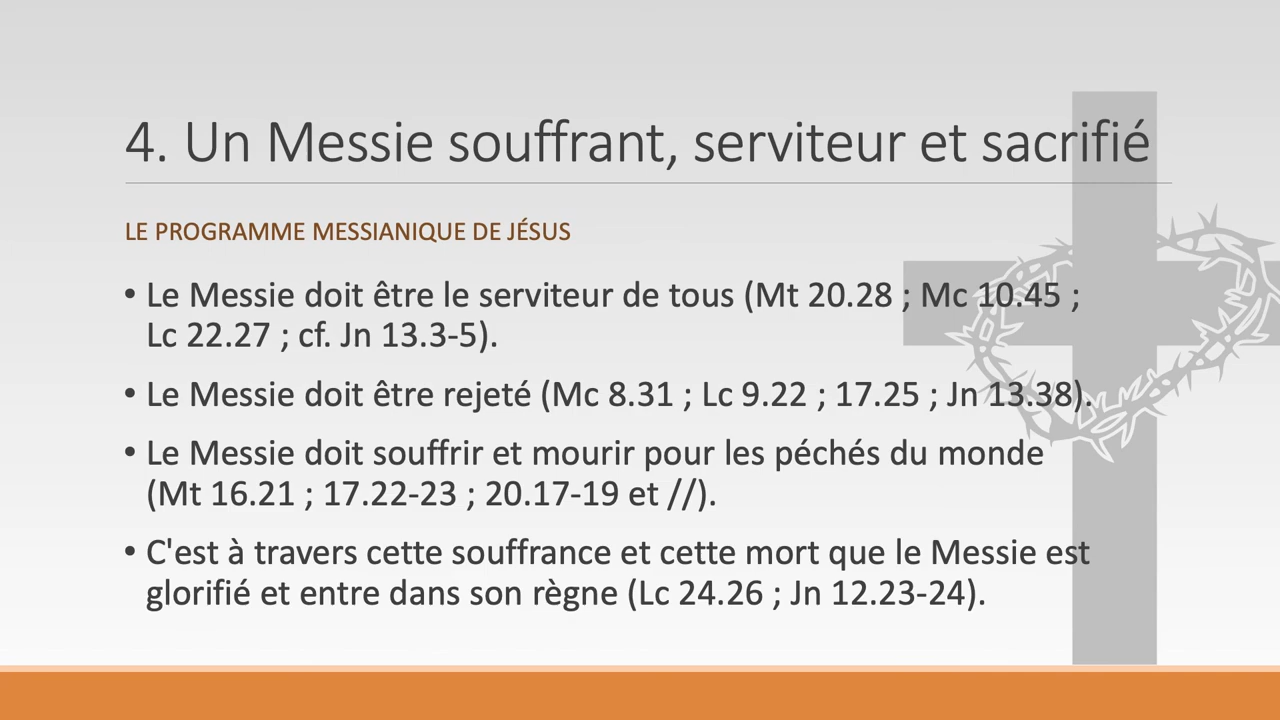 4. Un Messie souffrant, serviteur et sacrifié
LE PROGRAMME MESSIANIQUE DE JÉSUS
• Le Messie doit être le serviteur de tous (Mt 20.28 ; Mc 10.45 ;
Lc 22.27 ; cf. Jn 13.3-5).
• Le Messie doit être rejeté (Mc 8.31 ; Lc 9.22 ; 17.25 ; Jn 13.38).
• Le Messie doit souffrir et mourir pour les péchés du monde
(Mt 16.21 ; 17.22-23 ; 20.17-19 et //).
• C'est à travers cette souffrance et cette mort que le Messie est
glorifié et entre dans son règne (Lc 24.26 ; Jn 12.23-24).